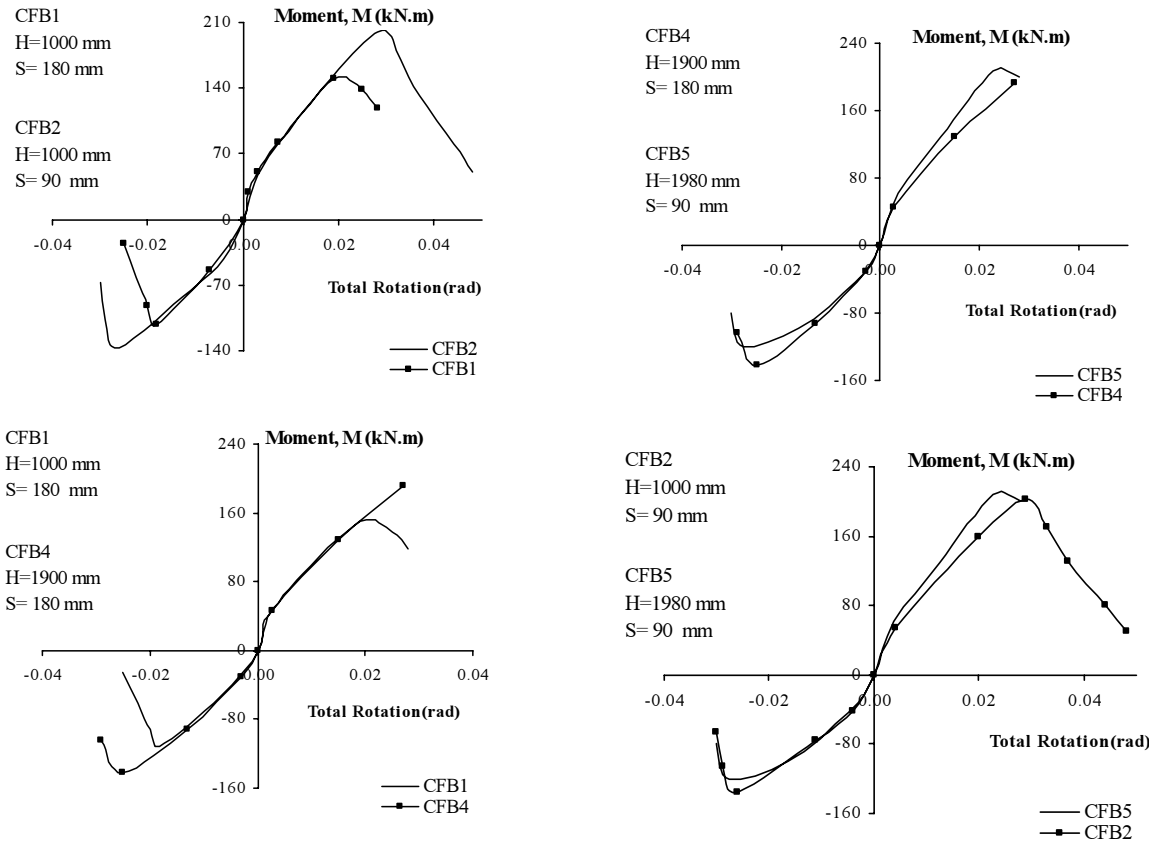 CFB1
H=1000 mm
S= 180 mm
CFB2
H=1000 mm
S= 90 mm
Moment, M (kN.m)
210
140
70
0
-70
-140
-0.04
-0.02
0.00
0.02
0.04
Total Rotation(rad)
CFB2
CFB1
CFB4
H=1900 mm
S= 180 mm
CFB5
H=1980 mm
S= 90 mm
Moment, M (kN.m)
240
160
80
0
-80
-160
-0.04
-0.02
0.00
0.02
0.04
Total Rotation(rad)
CFB5
CFB4
CFB1
H=1000 mm
S= 180 mm
CFB4
H=1900 mm
S= 180 mm
Moment, M (kN.m)
240
160
80
0
-80
-160
-0.04
-0.02
0.00
0.02
0.04
Total Rotation(rad)
CFB1
CFB4
CFB2
H=1000 mm
S= 90 mm
CFB5
H=1980 mm
S= 90 mm
Moment, M (kN.m)
240
160
80
0
-80
-160
-0.04
-0.02
0.00
0.02
0.04
Total Rotation(rad)
CFB5
CFB2